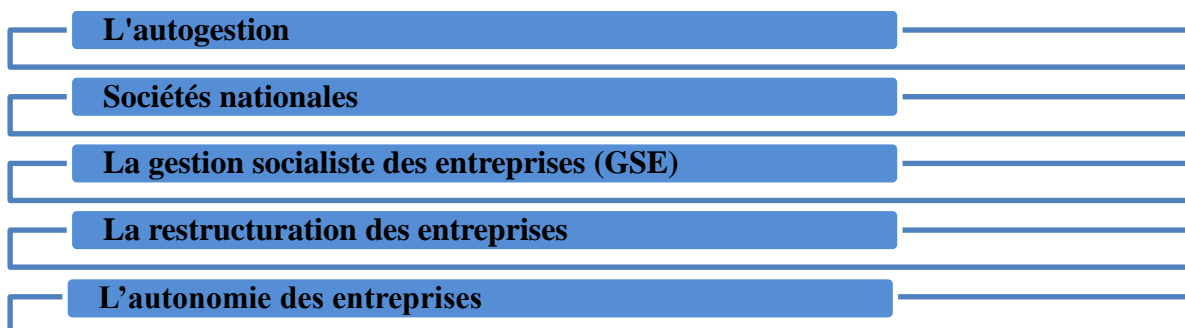 L'autogestion
Sociétés nationales
La gestion socialiste des entreprises (GSE)
La restructuration des entreprises
L’autonomie des entreprises